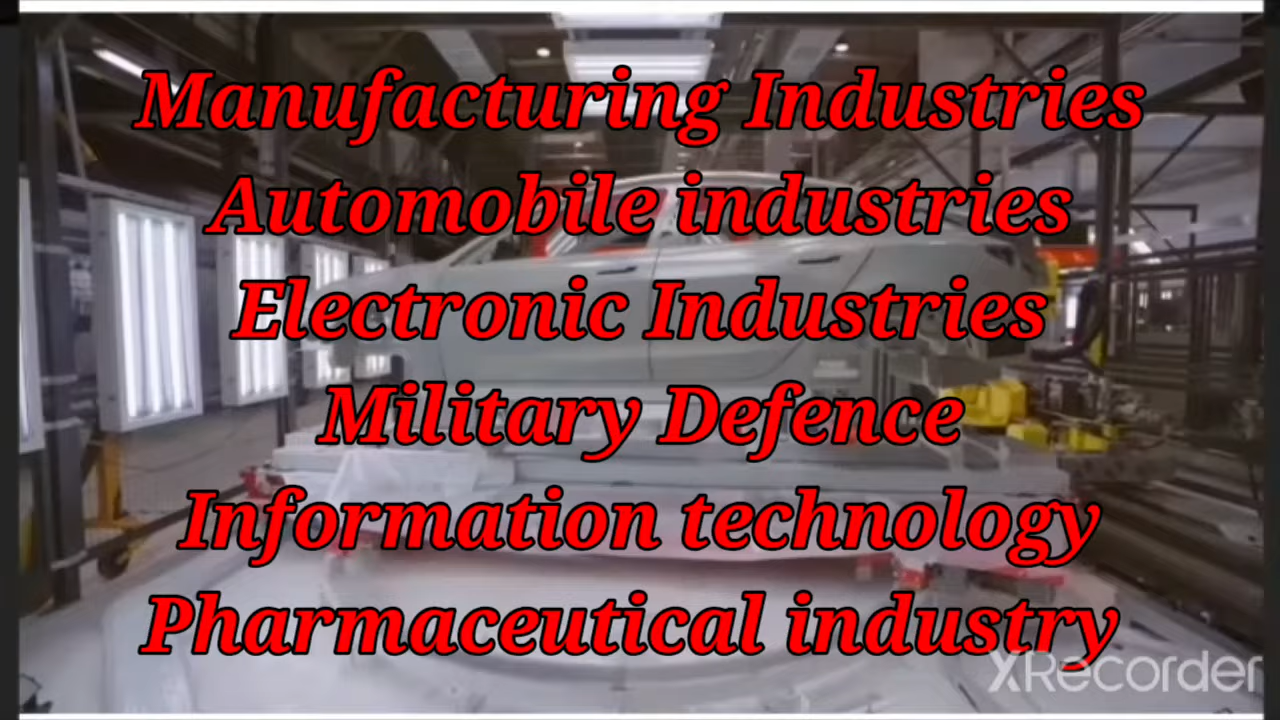 Manufacturing Industries
Automobile industries
Electronic Industries
Military Defence
Information technology
Pharmaceutical industry
XRecorder